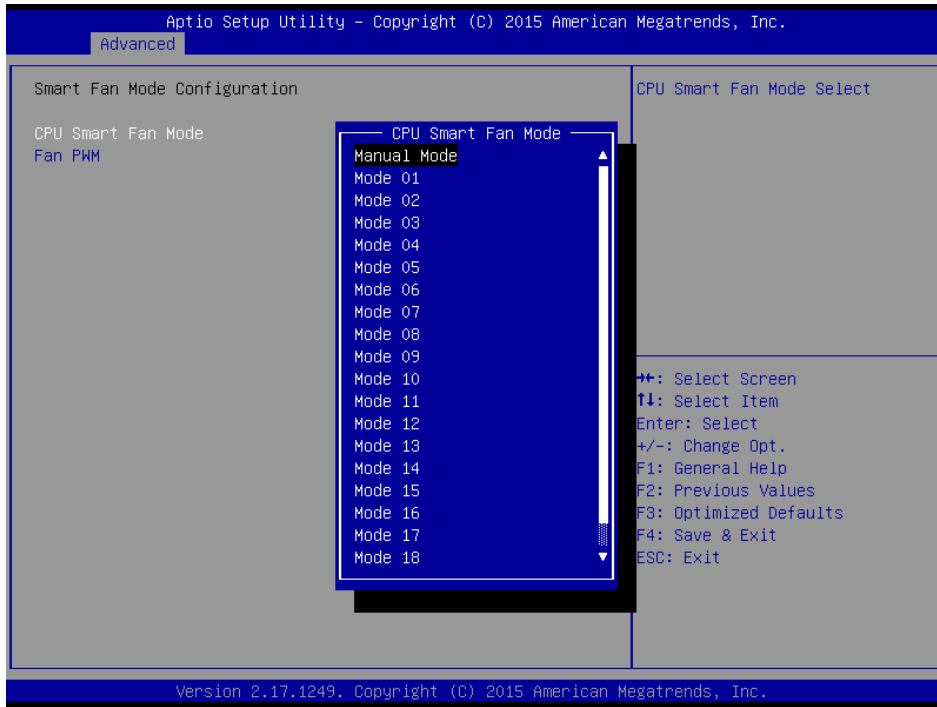 Aptio Setup Utility – Copyright (C) 2015 American Megatrends, Inc.
Advanced
Smart Fan Mode Configuration
CPU Smart Fan Mode
Fan PWM
CPU Smart Fan Mode
Manual Mode
Mode 01
Mode 02
Mode 03
Mode 04
Mode 05
Mode 06
Mode 07
Mode 08
Mode 09
Mode 10
Mode 11
Mode 12
Mode 13
Mode 14
Mode 15
Mode 16
Mode 17
Mode 18
CPU Smart Fan Mode Select
→←: Select Screen
↑↓: Select Item
Enter: Select
+/-: Change Opt.
F1: General Help
F2: Previous Values
F3: Optimized Defaults
F4: Save & Exit
ESC: Exit
Version 2.17.1249. Copyright (C) 2015 American Megatrends, Inc.